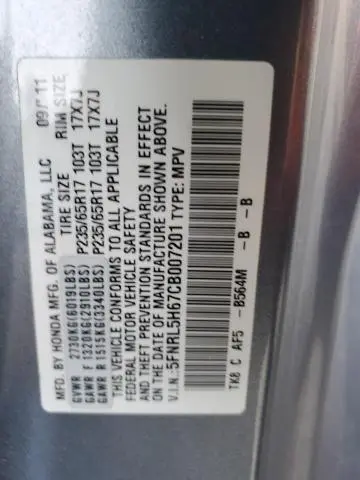 MFD. BY HONDA MFG. OF ALABAMA, LLC 09/11
GVWR 2730KG(6019LBS) TIRE SIZE RIM SIZE
GAWR F 1320KG(2910LBS) P235/65R17 103T 17X7J
GAWR R 1515KG(3340LBS) P235/65R17 103T 17X7J
THIS VEHICLE CONFORMS TO ALL APPLICABLE
FEDERAL MOTOR VEHICLE SAFETY
AND THEFT PREVENTION STANDARDS IN EFFECT
ON THE DATE OF MANUFACTURE SHOWN ABOVE.
V.I.N.:5FNRL5H67CB007201 TYPE: MPV
TK8 C AF5 -B564M -B -B